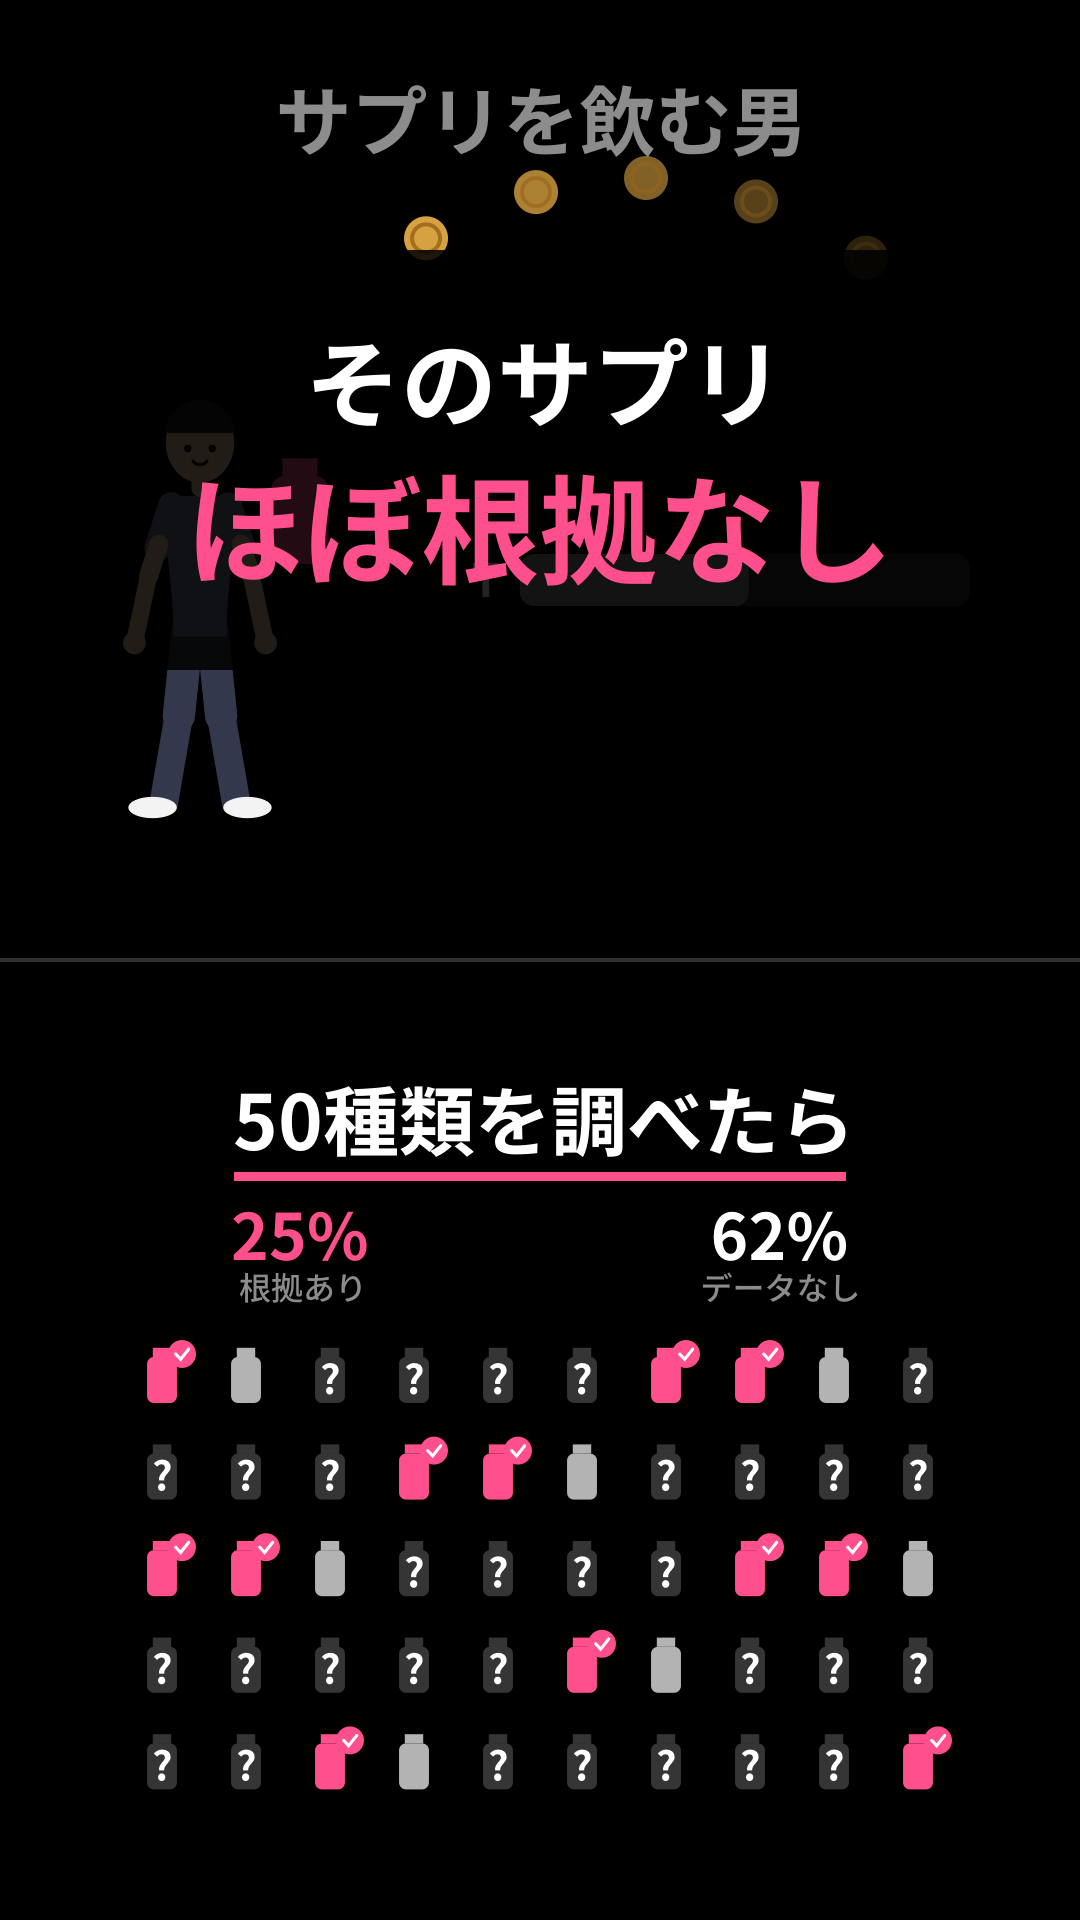 サプリを飲む男
そのサプリ
ほぼ根拠なし
50種類を調べたら
25% 62%
根拠あり データなし
? ? ? ? ?
? ? ? ? ? ? ?
? ? ? ?
? ? ? ? ? ? ? ?
? ? ? ? ? ? ?